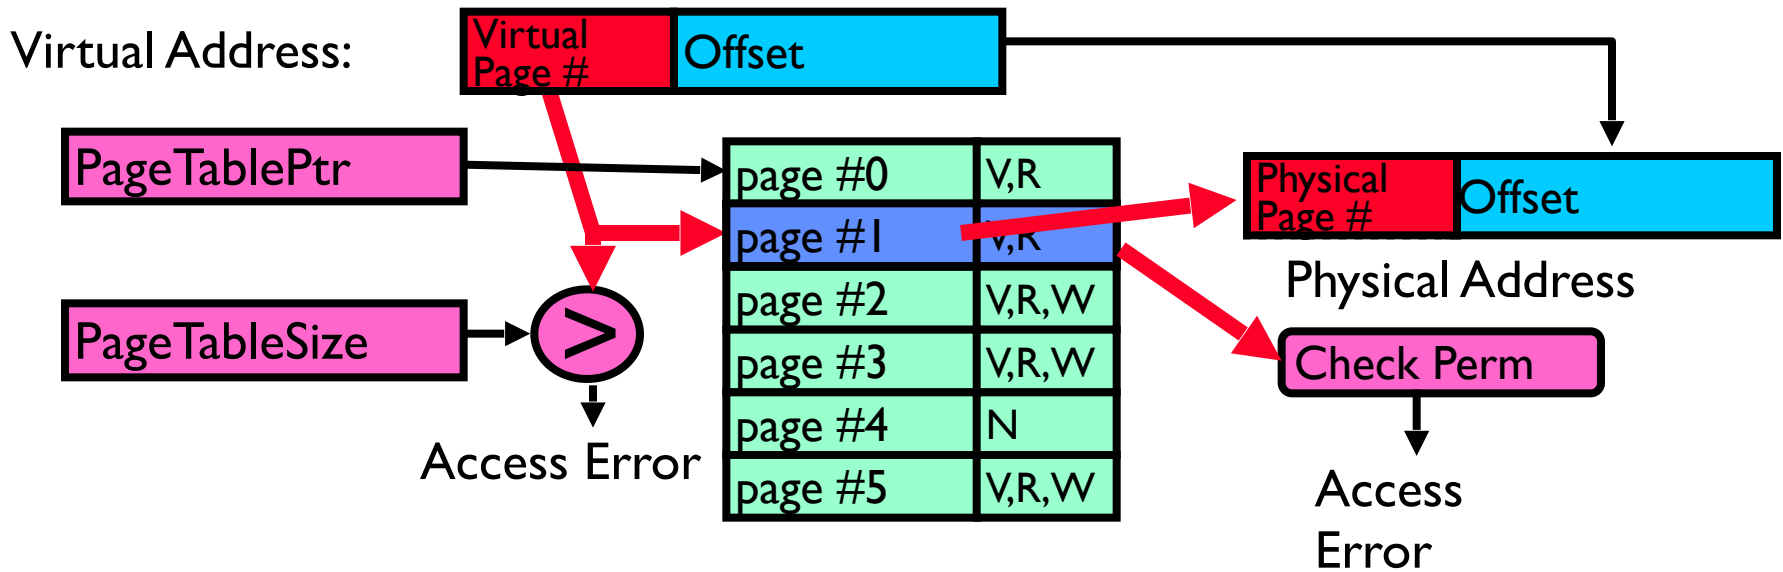 Virtual Address:
Virtual
Page #
Offset
PageTablePtr
page #0
V,R
Physical
Page #
Offset
page #1
V,R
Physical Address
PageTableSize
>
page #2
V,R,W
page #3
V,R,W
Check Perm
page #4
N
Access Error
page #5
V,R,W
Access
Error